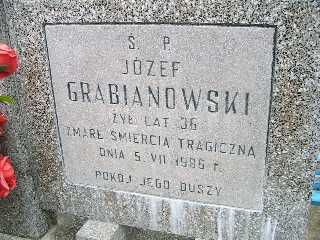 Ś. P.
JÓZEF
GRABIANOWSKI
ŻYŁ LAT 36
ZMARŁ ŚMIERCIĄ TRAGICZNĄ
DNIA 5. VII 1986 r.
POKÓJ JEGO DUSZY